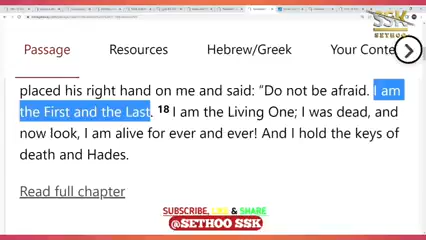 SSK
SETHOO
Passage Resources Hebrew/Greek Your Conte
placed his right hand on me and said: “Do not be afraid. I am
the First and the Last. 18 I am the Living One; I was dead, and
now look, I am alive for ever and ever! And I hold the keys of
death and Hades.
Read full chapter
SUBSCRIBE, LIKE & SHARE
@SETHOO SSK